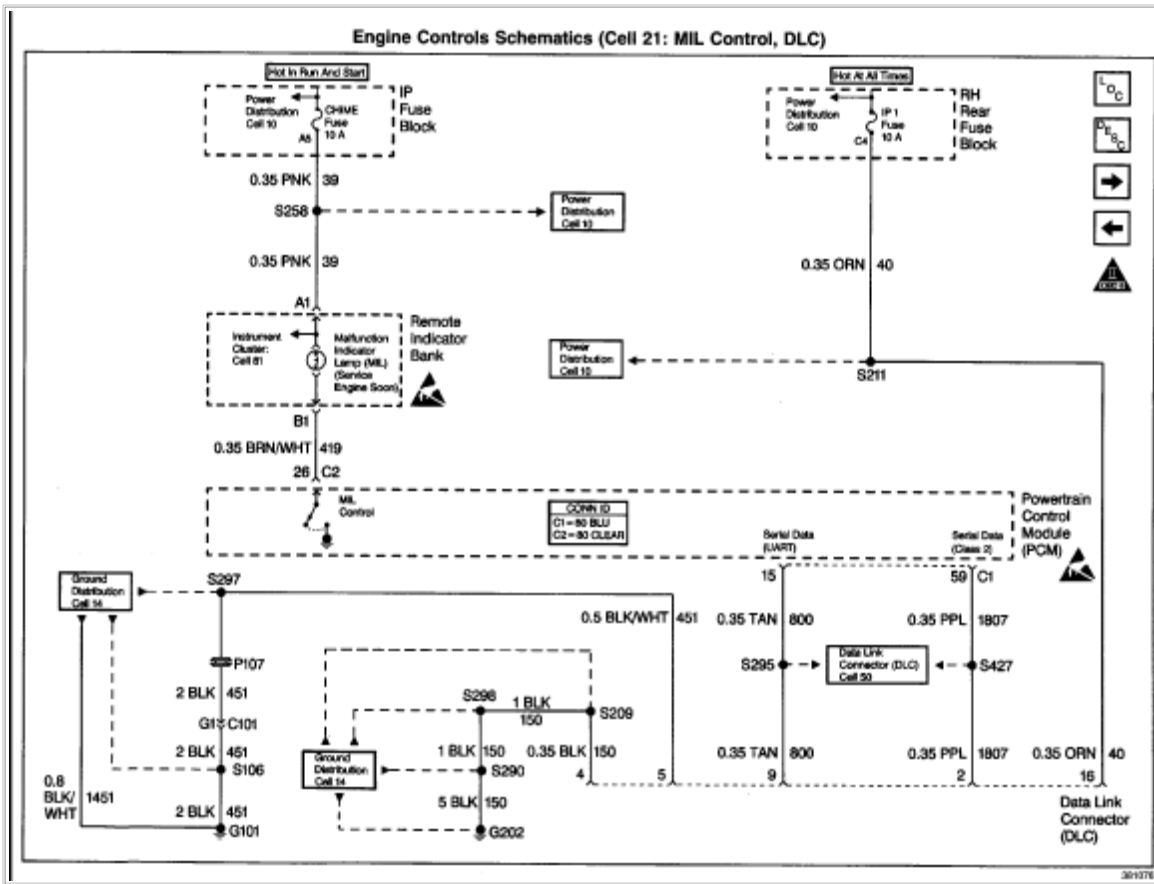 Engine Controls Schematics (Cell 21: MIL Control, DLC)
Hot In Run And Start
Power
Distribution
Cell 10
CHIME
Fuse
10 A
A8
IP
Fuse
Block
Hot At All Times
Power
Distribution
Cell 10
IP 1
Fuse
10 A
C4
RH
Rear
Fuse
Block
LOC
DESC
II
OBD II
0.35 PNK 39
S258
Power
Distribution
Cell 10
0.35 PNK 39
0.35 ORN 40
A1
Instrument
Cluster:
Cell 81
Malfunction
Indicator
Lamp (MIL)
(Service
Engine Soon)
Remote
Indicator
Bank
Power
Distribution
Cell 10
S211
B1
0.35 BRN/WHT 419
26 C2
MIL
Control
CONN ID
C1=80 BLU
C2=80 CLEAR
Serial Data
(UART)
Serial Data
(Class 2)
Powertrain
Control
Module
(PCM)
15
59 C1
Ground
Distribution
Cell 14
S297
0.5 BLK/WHT 451
0.35 TAN 800
0.35 PPL 1807
S295
Data Link
Connector (DLC)
Cell 50
S427
P107
2 BLK 451
G1 C101
2 BLK 451
S106
0.8
BLK/
WHT
1451
2 BLK 451
G101
S298
1 BLK
150
S209
Ground
Distribution
Cell 14
1 BLK 150
S290
5 BLK 150
G202
0.35 BLK 150
0.35 TAN 800
0.35 PPL 1807
0.35 ORN 40
4
5
9
2
16
Data Link
Connector
(DLC)
381076